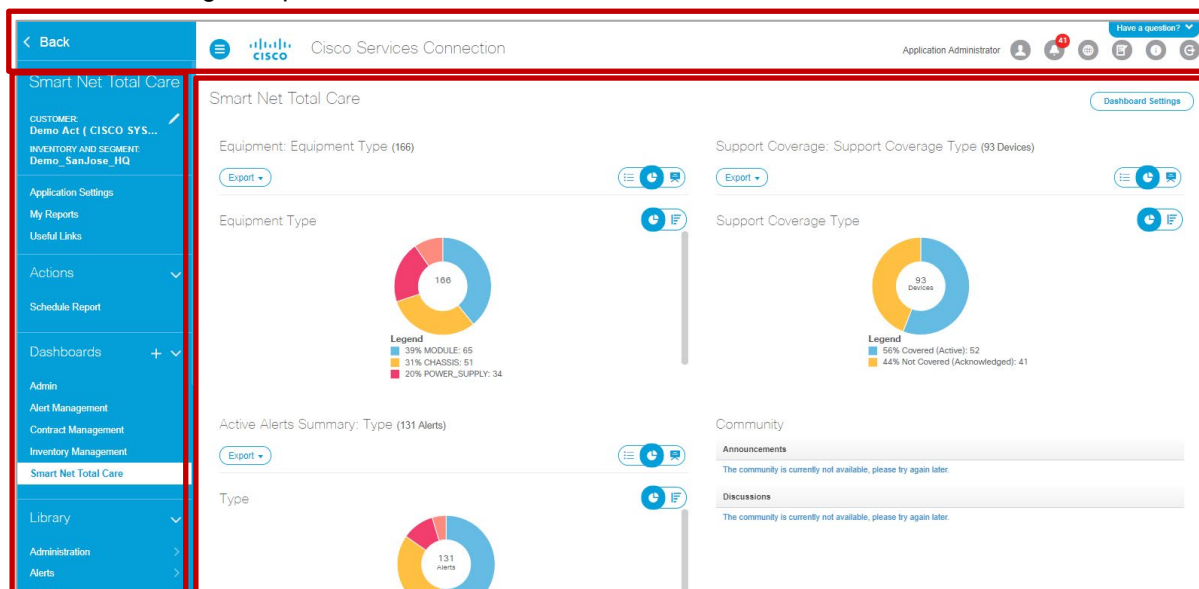 Back
cisco
Cisco Services Connection
Application Administrator
41
Have a question?
Smart Net Total Care
CUSTOMER:
Demo Act ( CISCO SYS...
INVENTORY AND SEGMENT:
Demo_SanJose_HQ
Application Settings
My Reports
Useful Links
Actions
Schedule Report
Dashboards
Admin
Alert Management
Contract Management
Inventory Management
Smart Net Total Care
Library
Administration
Alerts
Smart Net Total Care
Dashboard Settings
Equipment: Equipment Type (166)
Export
Equipment Type
166
Legend
39% MODULE: 65
31% CHASSIS: 51
20% POWER_SUPPLY: 34
Support Coverage: Support Coverage Type (93 Devices)
Export
Support Coverage Type
93
Devices
Legend
56% Covered (Active): 52
44% Not Covered (Acknowledged): 41
Active Alerts Summary: Type (131 Alerts)
Export
Type
131
Alerts
Community
Announcements
The community is currently not available, please try again later.
Discussions
The community is currently not available, please try again later.